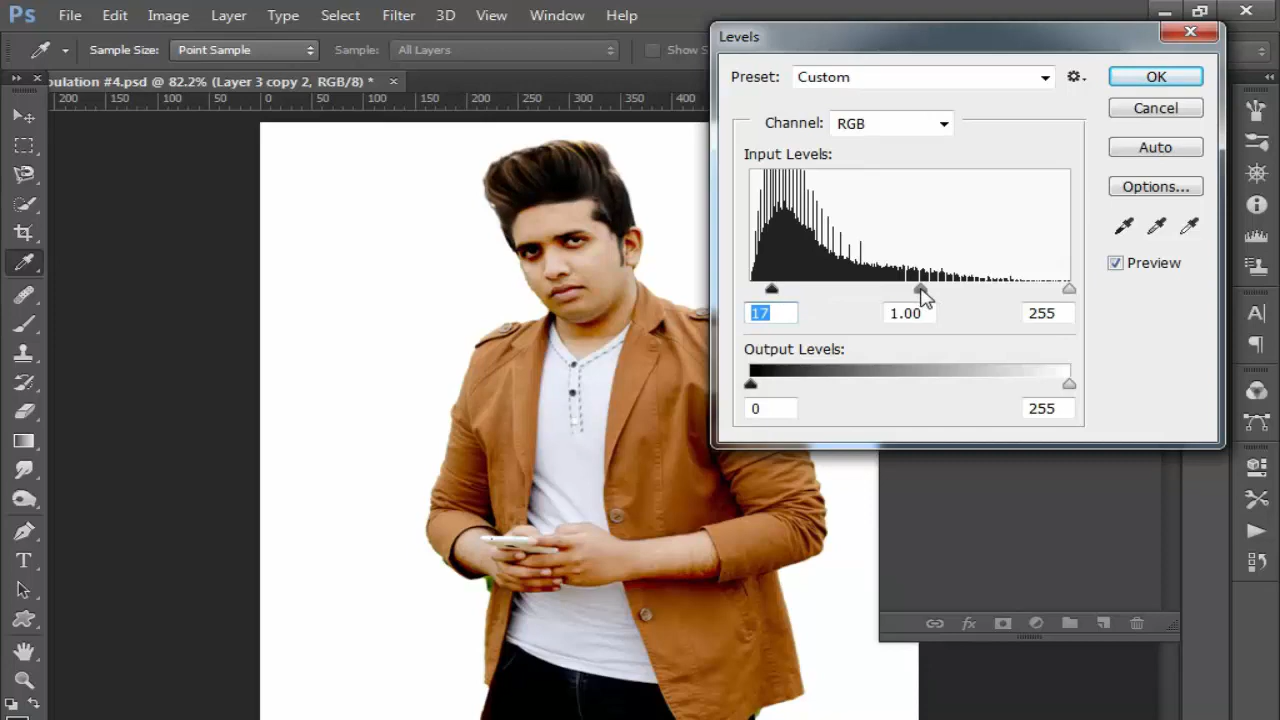 Ps File Edit Image Layer Type Select Filter 3D View Window Help
Sample Size: Point Sample Sample: All Layers Show S
pulation #4.psd @ 82.2% (Layer 3 copy 2, RGB/8) * ×
200 150 100 50 0 50 100 150 200 250 300 350 400
Levels
Preset: Custom
OK
Channel: RGB
Cancel
Input Levels:
Auto
Options...
Preview
17 1.00 255
Output Levels:
0 255